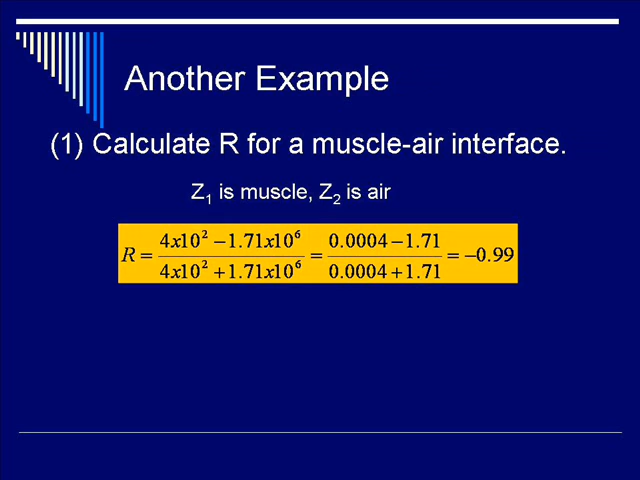 Another Example
(1) Calculate R for a muscle-air interface.
Z₁ is muscle, Z₂ is air
R = (4x10² − 1.71x10⁶) / (4x10² + 1.71x10⁶) = (0.0004 − 1.71) / (0.0004 + 1.71) = −0.99